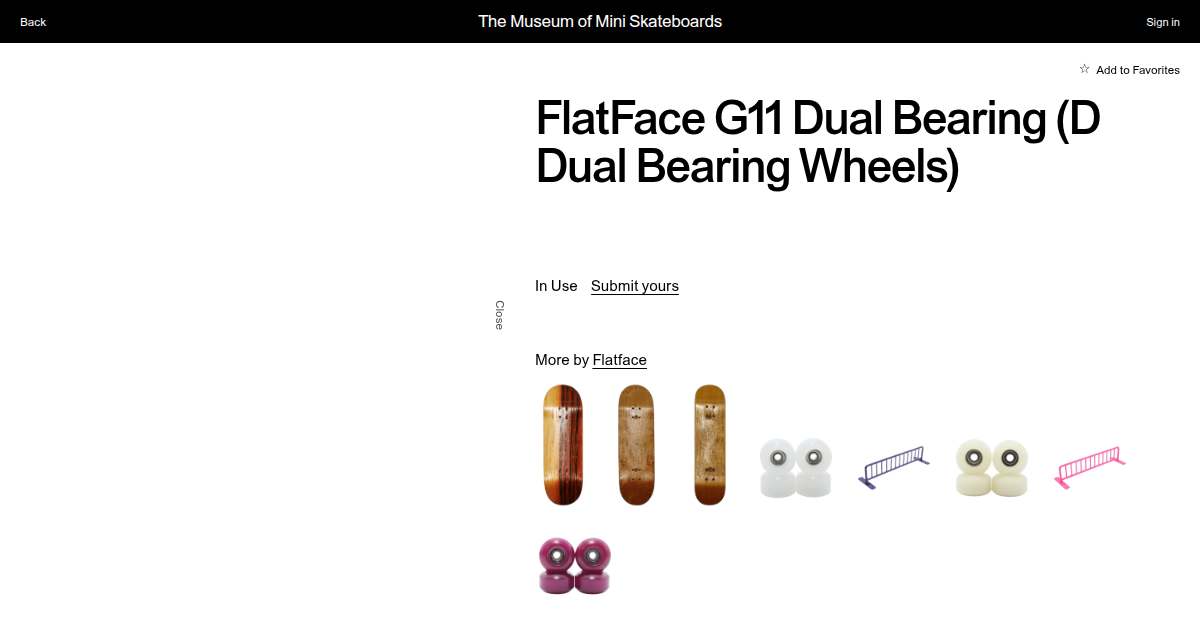 Back
The Museum of Mini Skateboards
Sign in
☆ Add to Favorites
FlatFace G11 Dual Bearing (D
Dual Bearing Wheels)
In Use Submit yours
Close
More by Flatface